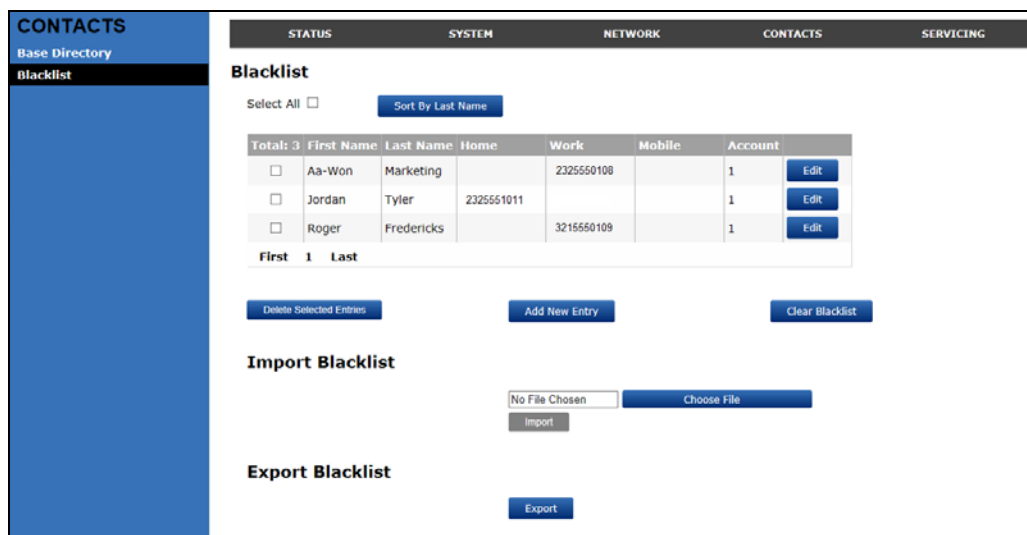 CONTACTS
Base Directory
Blacklist
STATUS SYSTEM NETWORK CONTACTS SERVICING
Blacklist
Select All Sort By Last Name
Total: 3 First Name Last Name Home Work Mobile Account
Aa-Won Marketing 2325550108 1 Edit
Jordan Tyler 2325551011 1 Edit
Roger Fredericks 3215550109 1 Edit
First 1 Last
Delete Selected Entries Add New Entry Clear Blacklist
Import Blacklist
No File Chosen Choose File
Import
Export Blacklist
Export